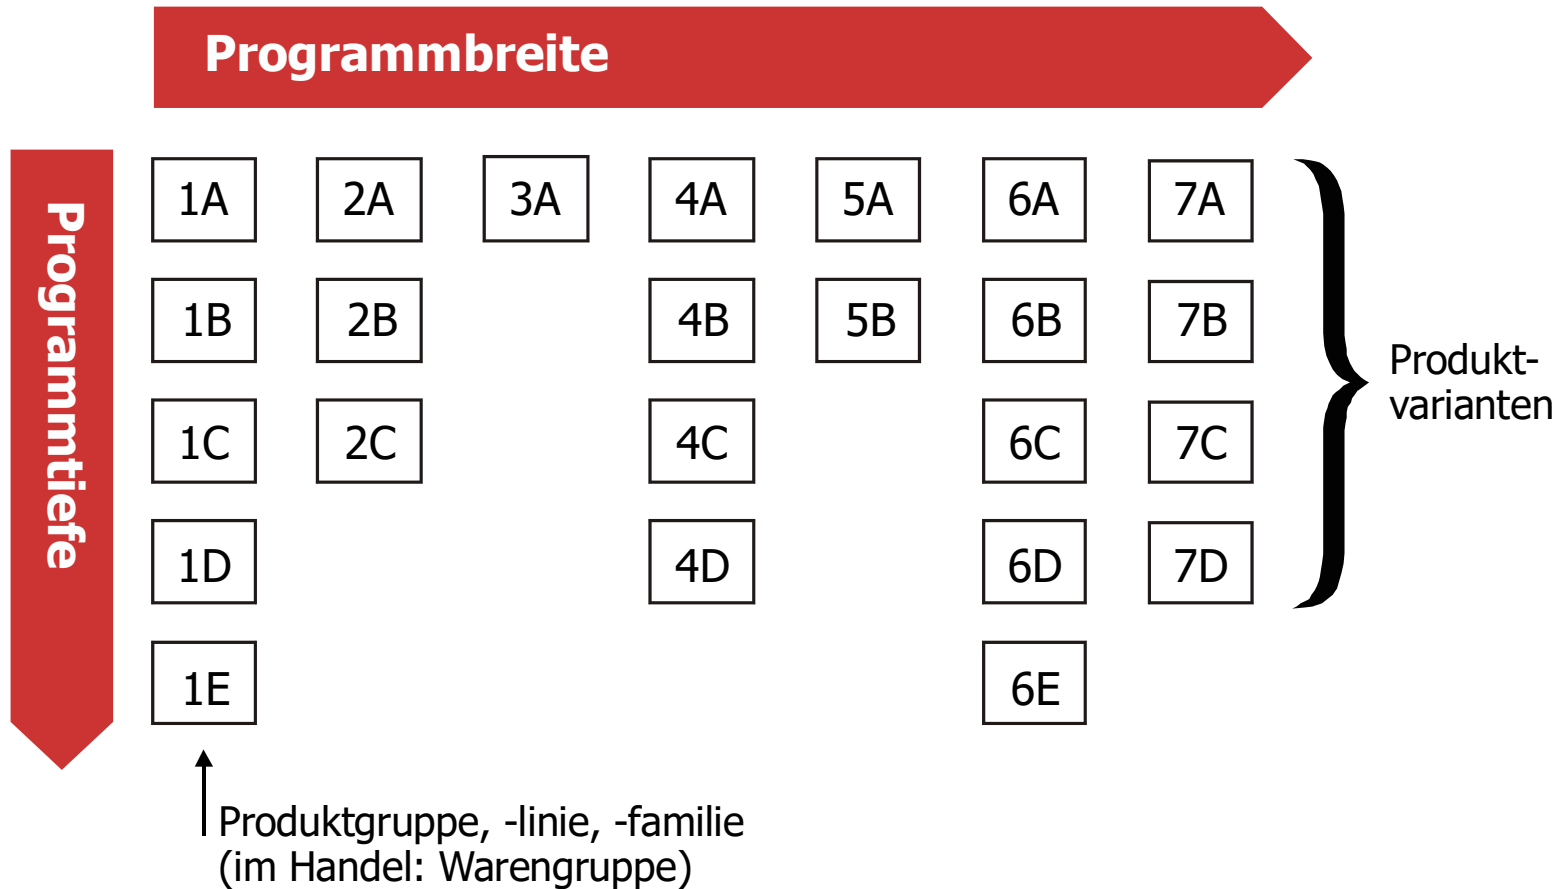 Programmbreite
Programmtiefe
1A 2A 3A 4A 5A 6A 7A
1B 2B 4B 5B 6B 7B
1C 2C 4C 6C 7C
1D 4D 6D 7D
1E 6E
Produkt-
varianten
Produktgruppe, -linie, -familie
(im Handel: Warengruppe)